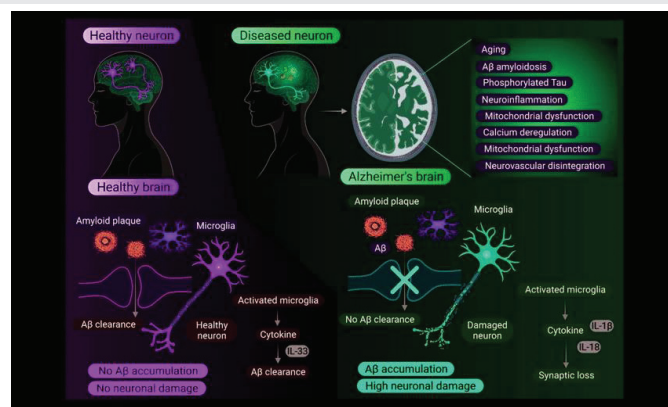 Healthy neuron
Diseased neuron
Aging
Aβ amyloidosis
Phosphorylated Tau
Neuroinflammation
Mitochondrial dysfunction
Calcium deregulation
Mitochondrial dysfunction
Neurovascular disintegration
Healthy brain
Alzheimer's brain
Amyloid plaque
Microglia
Aβ clearance
Healthy
neuron
Activated microglia
Cytokine
IL-33
Aβ clearance
No Aβ accumulation
No neuronal damage
Amyloid plaque
Microglia
Aβ
No Aβ clearance
Damaged
neuron
Activated microglia
Cytokine
IL-1β
IL-18
Synaptic loss
Aβ accumulation
High neuronal damage